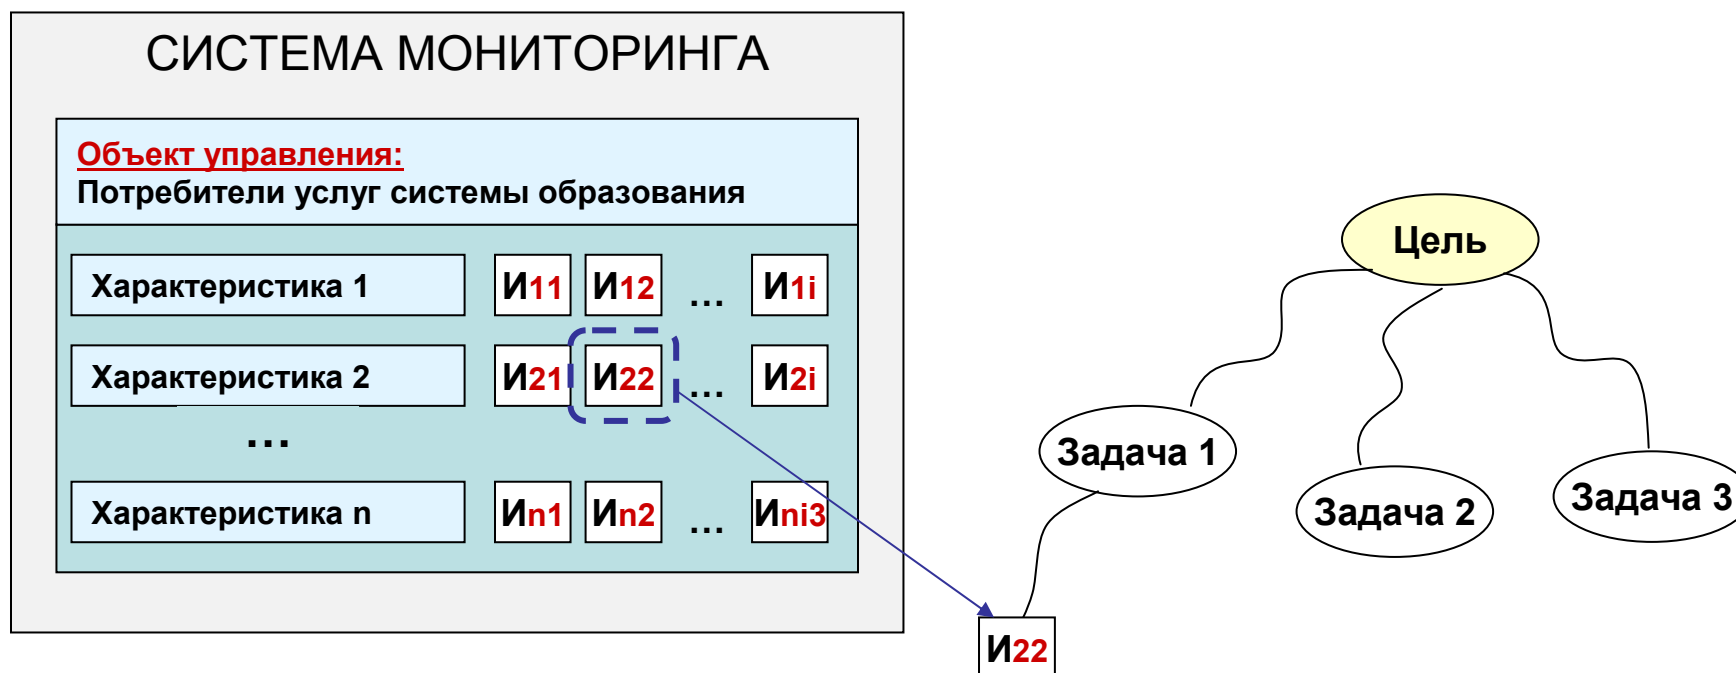 СИСТЕМА МОНИТОРИНГА
Объект управления:
Потребители услуг системы образования
Характеристика 1 И11 И12 ... И1i
Характеристика 2 И21 И22 ... И2i
...
Характеристика n Иn1 Иn2 ... Иni3
Цель
Задача 1
Задача 2
Задача 3
И22